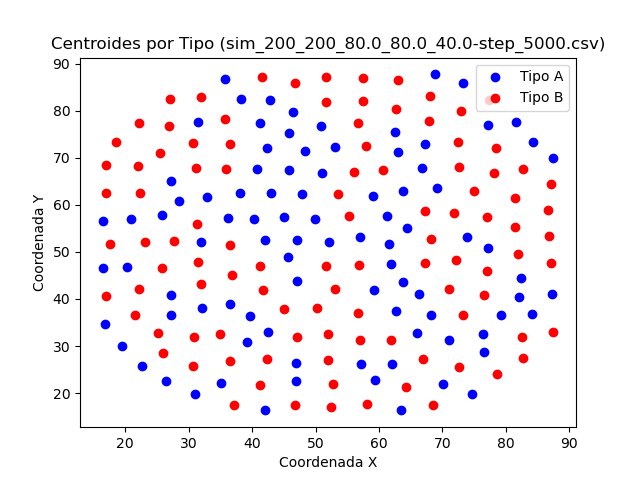 Centroides por Tipo (sim_200_200_80.0_80.0_40.0-step_5000.csv)
Tipo A
Tipo B
90
80
70
60
50
40
30
20
Coordenada Y
20 30 40 50 60 70 80 90
Coordenada X